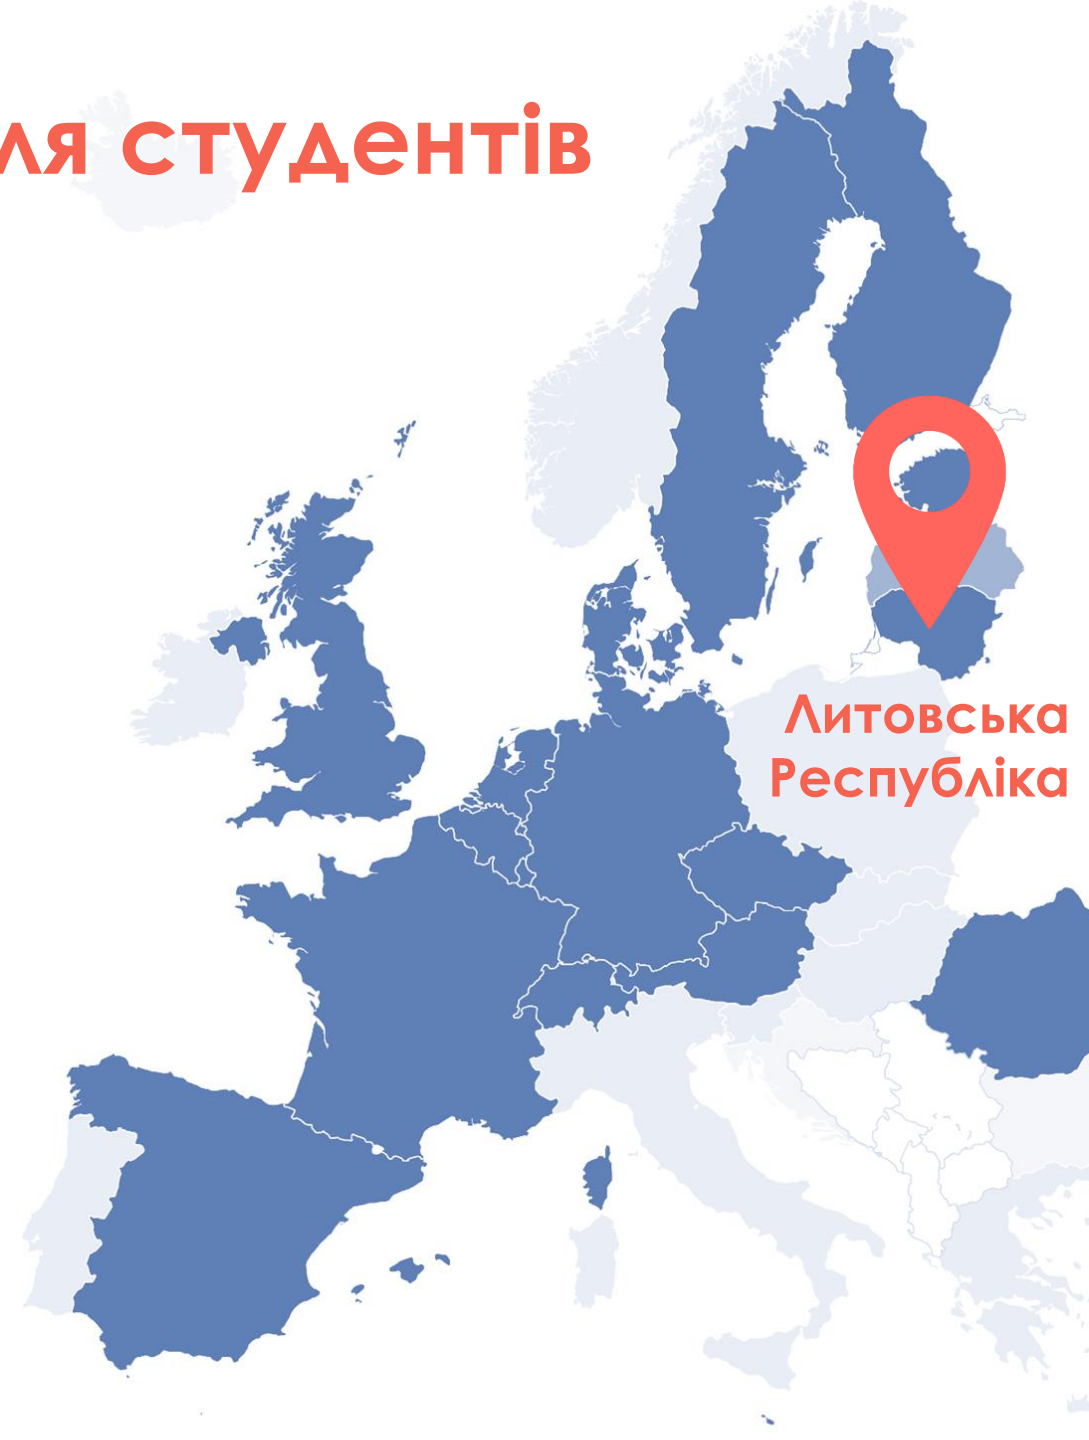 ля студентів
Литовська
Республіка